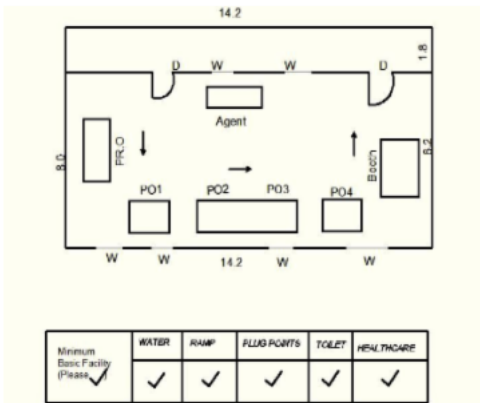 14.2
1.8
D W W D
Agent
PR.O
8.0
Booth
6.2
PO1 PO2 PO3 PO4
W W 14.2 W W
Minimum
Basic Facility
(Please ✓)
WATER RAMP PLUG POINTS TOILET HEALTHCARE
✓ ✓ ✓ ✓ ✓